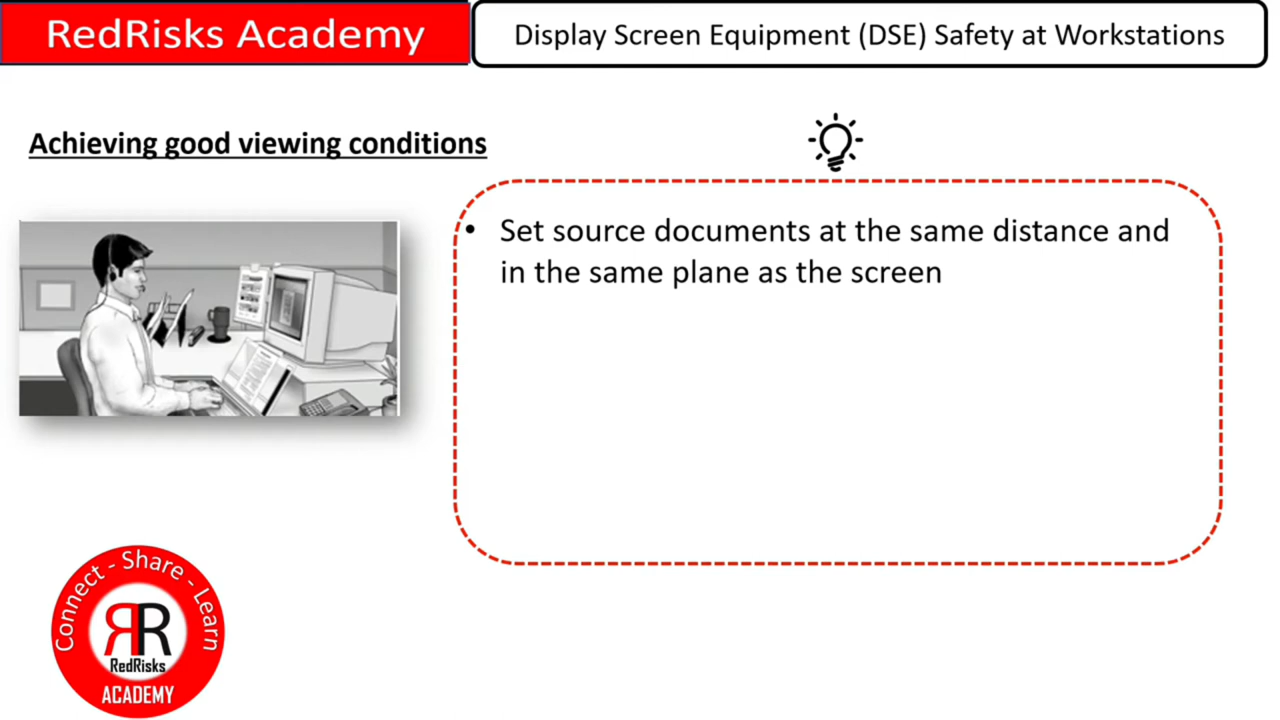 RedRisks Academy
Display Screen Equipment (DSE) Safety at Workstations
Achieving good viewing conditions
• Set source documents at the same distance and
in the same plane as the screen
Connect - Share - Learn
RR
RedRisks
ACADEMY